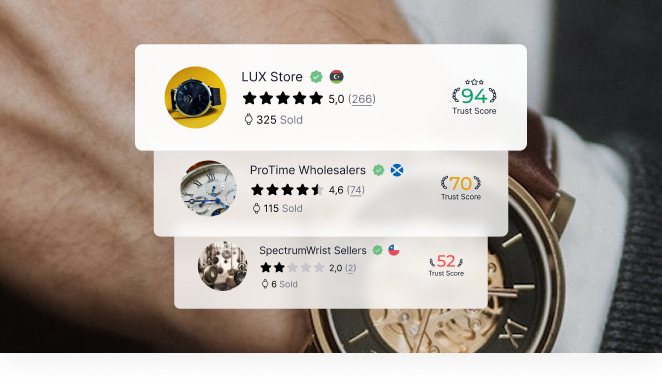 LUX Store
5,0 (266)
325 Sold
94
Trust Score
ProTime Wholesalers
4,6 (74)
115 Sold
70
Trust Score
SpectrumWrist Sellers
2,0 (2)
6 Sold
52
Trust Score